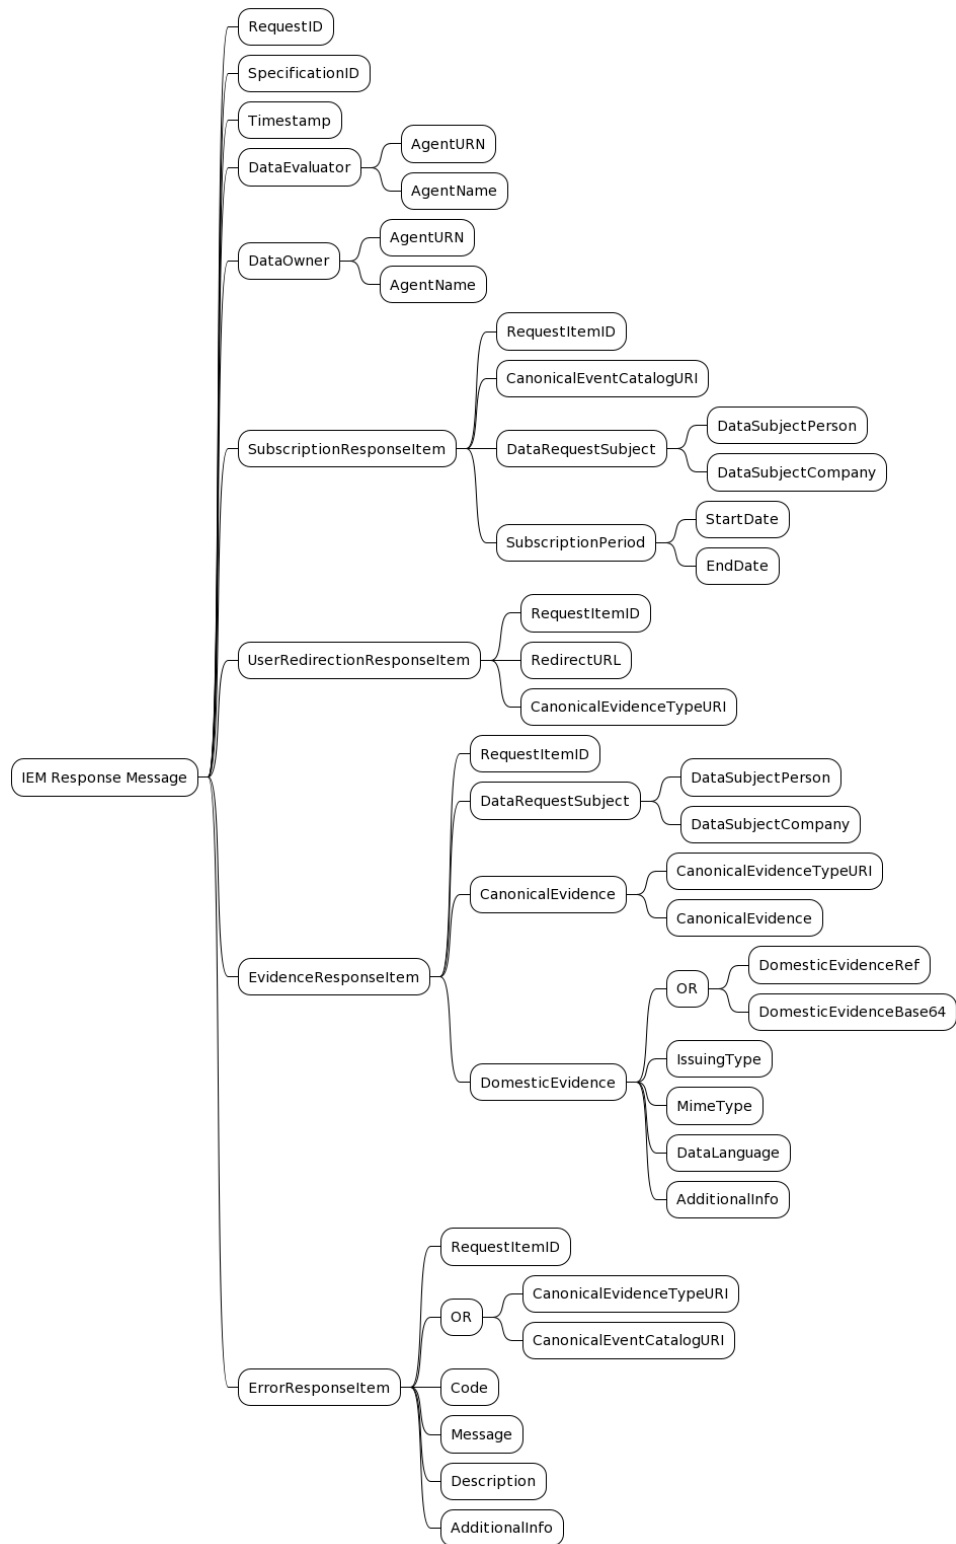 RequestID
SpecificationID
Timestamp
DataEvaluator
AgentURN
AgentName
DataOwner
AgentURN
AgentName
SubscriptionResponseItem
RequestItemID
CanonicalEventCatalogURI
DataRequestSubject
DataSubjectPerson
DataSubjectCompany
SubscriptionPeriod
StartDate
EndDate
UserRedirectionResponseItem
RequestItemID
RedirectURL
CanonicalEvidenceTypeURI
IEM Response Message
EvidenceResponseItem
RequestItemID
DataRequestSubject
DataSubjectPerson
DataSubjectCompany
CanonicalEvidence
CanonicalEvidenceTypeURI
CanonicalEvidence
DomesticEvidence
OR
DomesticEvidenceRef
DomesticEvidenceBase64
IssuingType
MimeType
DataLanguage
AdditionalInfo
ErrorResponseItem
RequestItemID
OR
CanonicalEvidenceTypeURI
CanonicalEventCatalogURI
Code
Message
Description
AdditionalInfo